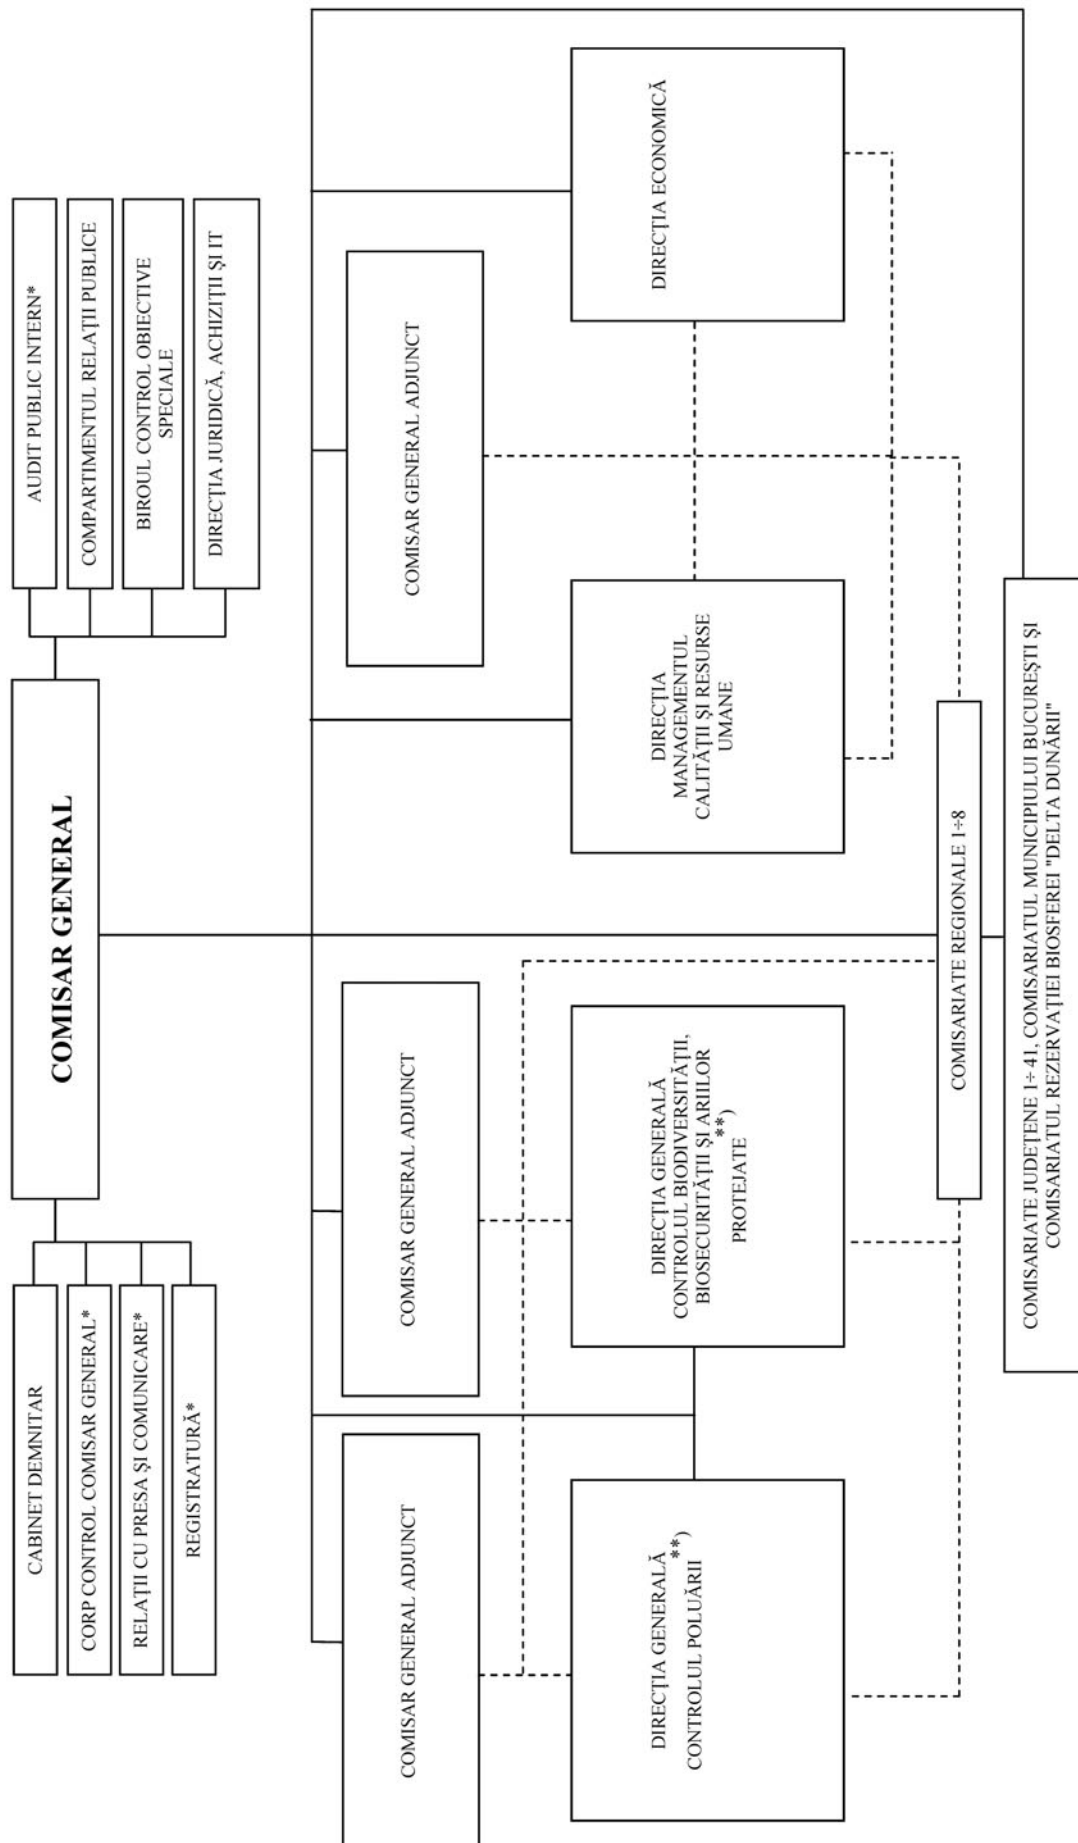 CABINET DEMNITAR
CORP CONTROL COMISAR GENERAL*
RELAȚII CU PRESA ȘI COMUNICARE*
REGISTRATURĂ*
COMISAR GENERAL
AUDIT PUBLIC INTERN*
COMPARTIMENTUL RELAȚII PUBLICE
BIROUL CONTROL OBIECTIVE
SPECIALE
DIRECȚIA JURIDICĂ, ACHIZIȚII ȘI IT
COMISAR GENERAL ADJUNCT
COMISAR GENERAL ADJUNCT
COMISAR GENERAL ADJUNCT
DIRECȚIA GENERALĂ
CONTROLUL POLUĂRII **)
DIRECȚIA GENERALĂ
CONTROLUL BIODIVERSITĂȚII,
BIOSECURITĂȚII ȘI ARIILOR
PROTEJATE **)
DIRECȚIA
MANAGEMENTUL
CALITĂȚII ȘI RESURSE
UMANE
DIRECȚIA ECONOMICĂ
COMISARIATE REGIONALE 1÷8
COMISARIATE JUDEȚENE 1÷ 41, COMISARIATUL MUNICIPIULUI BUCUREȘTI ȘI
COMISARIATUL REZERVAȚIEI BIOSFEREI "DELTA DUNĂRII"